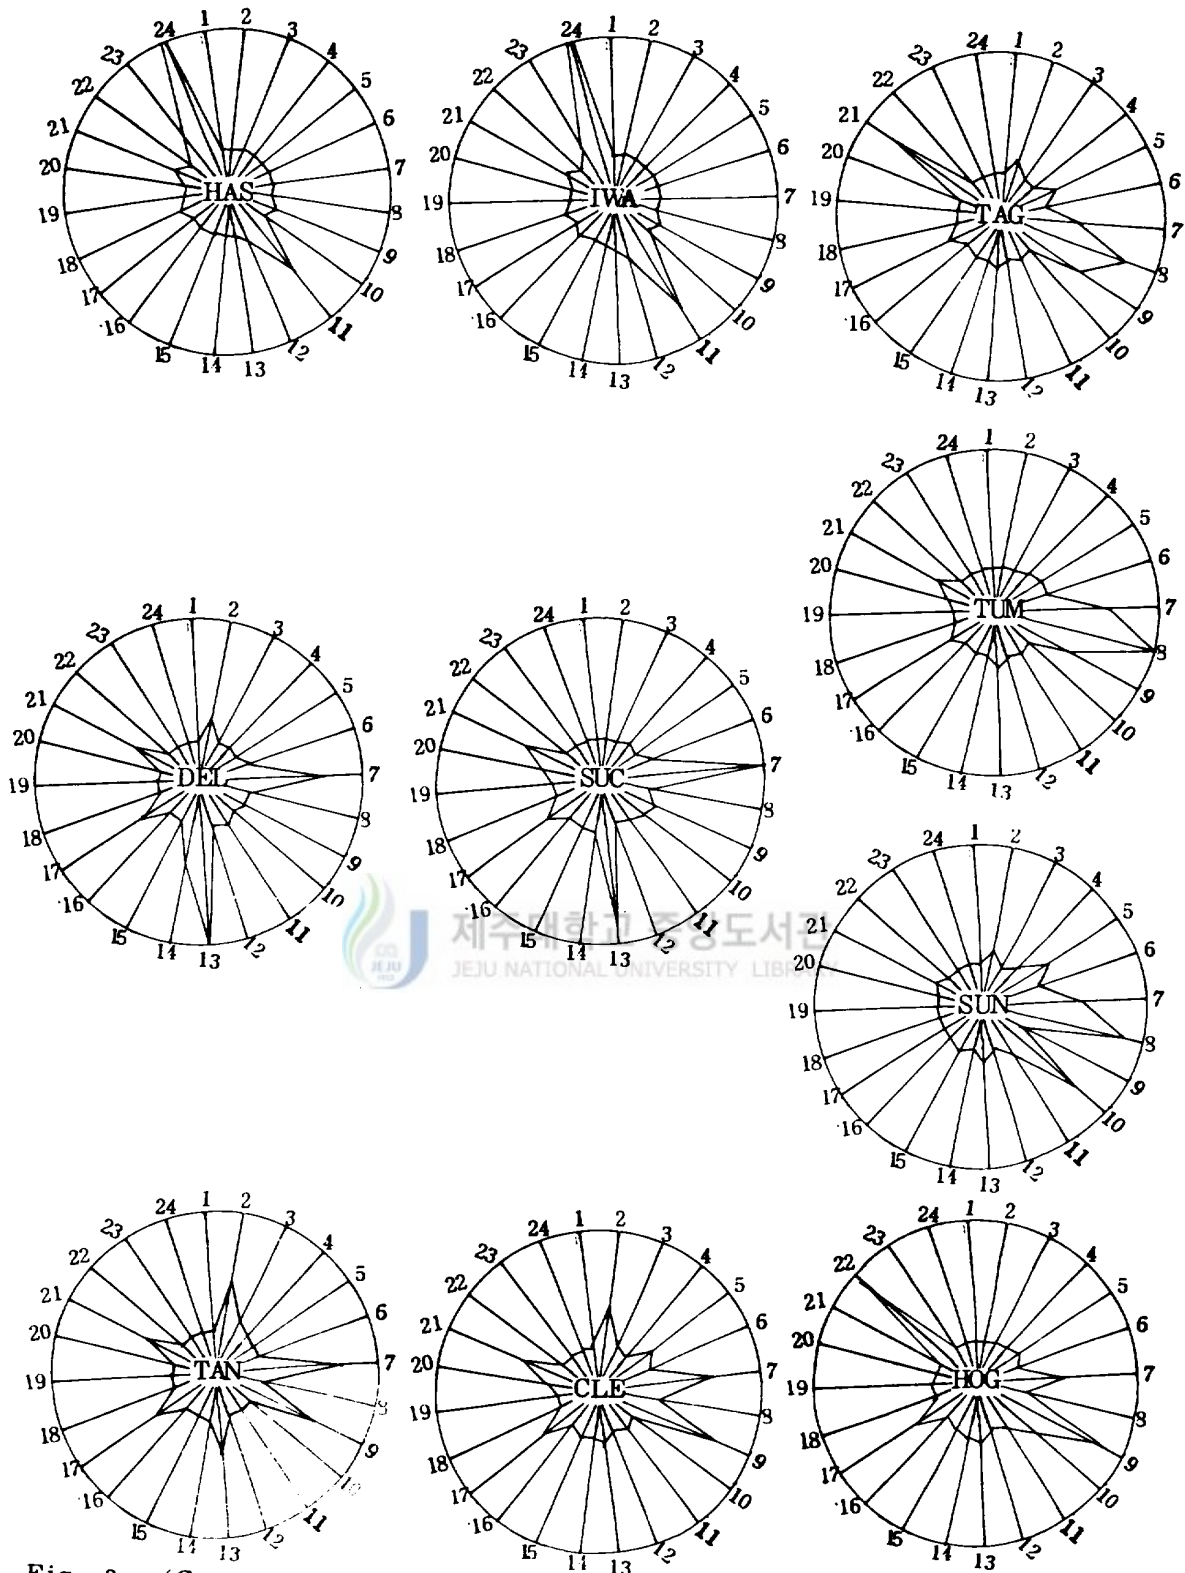 1 2 3 4 5 6 7 8 9 10 11 12 13 14 15 16 17 18 19 20 21 22 23 24
HAS
1 2 3 4 5 6 7 8 9 10 11 12 13 14 15 16 17 18 19 20 21 22 23 24
IWA
1 2 3 4 5 6 7 8 9 10 11 12 13 14 15 16 17 18 19 20 21 22 23 24
TAG
1 2 3 4 5 6 7 8 9 10 11 12 13 14 15 16 17 18 19 20 21 22 23 24
TUM
1 2 3 4 5 6 7 8 9 10 11 12 13 14 15 16 17 18 19 20 21 22 23 24
DEL
1 2 3 4 5 6 7 8 9 10 11 12 13 14 15 16 17 18 19 20 21 22 23 24
SUC
제주대학교 중앙도서관
JEJU NATIONAL UNIVERSITY LIBRARY
JEJU
1952
1 2 3 4 5 6 7 8 9 10 11 12 13 14 15 16 17 18 19 20 21 22 23 24
SUN
1 2 3 4 5 6 7 8 9 10 11 12 13 14 15 16 17 18 19 20 21 22 23 24
TAN
1 2 3 4 5 6 7 8 9 10 11 12 13 14 15 16 17 18 19 20 21 22 23 24
CLE
1 2 3 4 5 6 7 8 9 10 11 12 13 14 15 16 17 18 19 20 21 22 23 24
HOG